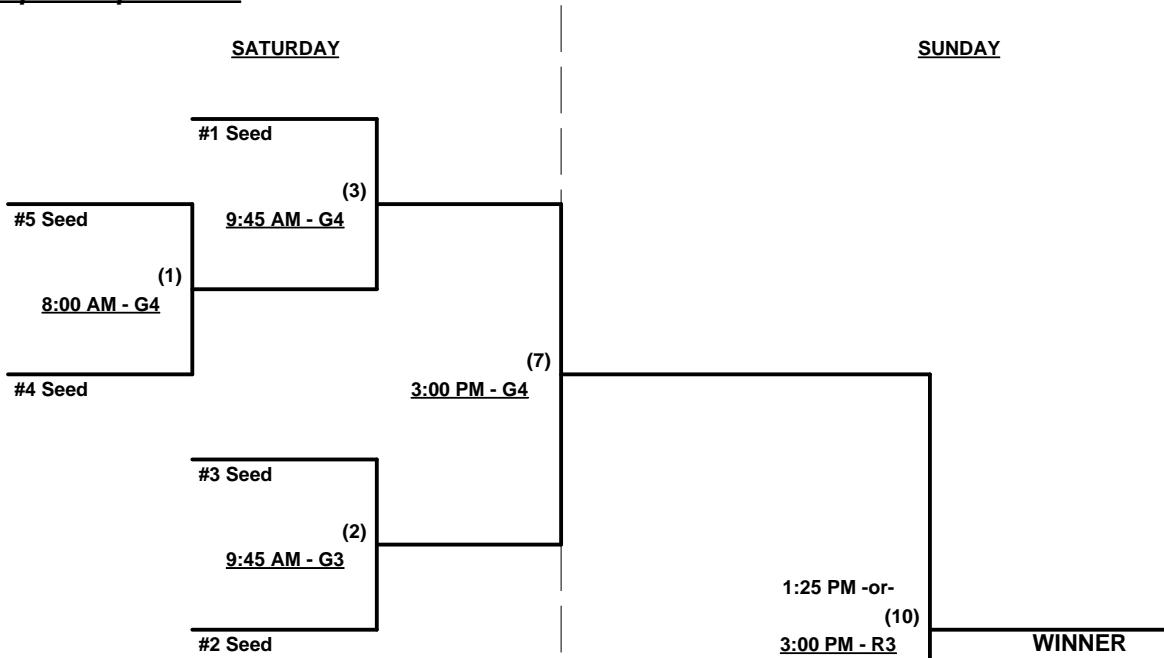 SATURDAY
SUNDAY
#1 Seed
(3)
9:45 AM - G4
#5 Seed
(1)
8:00 AM - G4
#4 Seed
(7)
3:00 PM - G4
#3 Seed
(2)
9:45 AM - G3
#2 Seed
1:25 PM -or-
(10)
3:00 PM - R3
WINNER